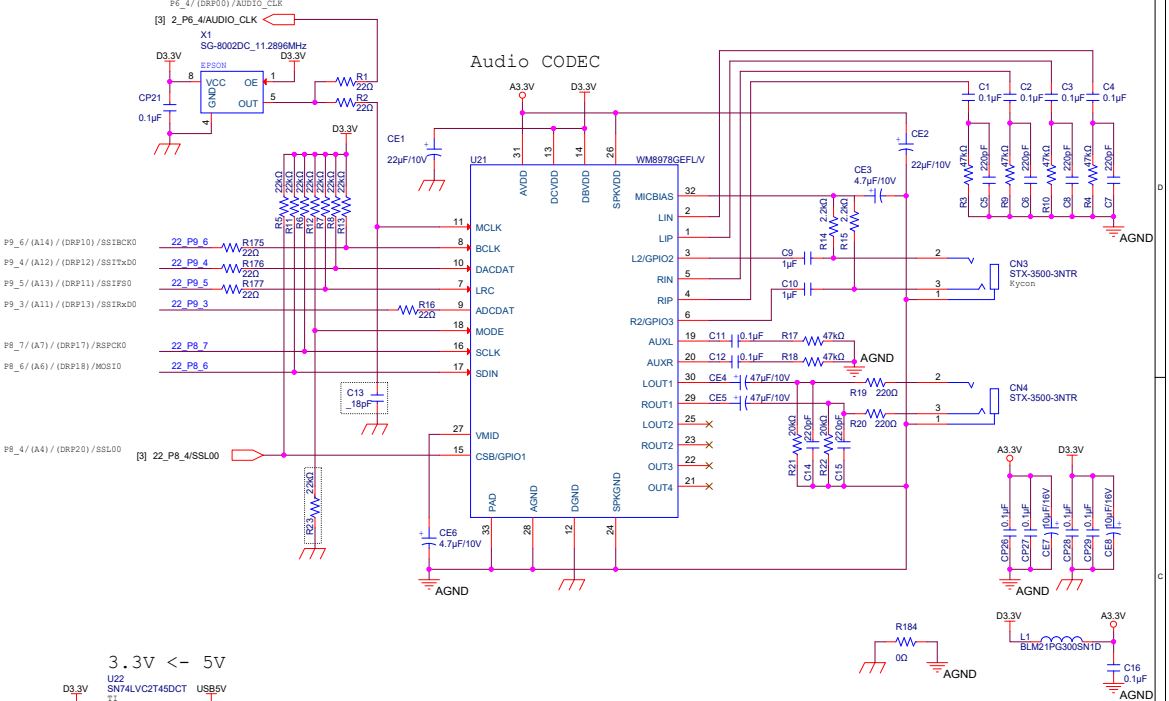 P6_4/(DRP00)/AUDIO_CLK
[3] 2_P6_4/AUDIO_CLK
X1
SG-8002DC_11.2896MHz
D3.3V
EPSON
D3.3V
8 VCC OE 1
GND OUT 5
4
CP21
0.1µF
R1
22Ω
R2
22Ω
Audio CODEC
A3.3V D3.3V
D3.3V
CE1
22µF/10V
CE2
22µF/10V
U21
WM8978GEFL/V
31 13 14 26
AVDD DCVDD DBVDD SPKVDD
22kΩ 22kΩ 22kΩ 22kΩ 22kΩ 22kΩ 22kΩ
R5 R11 R6 R12 R7 R8 R13
P9_6/(A14)/(DRP10)/SSIBCK0 22_P9_6 R175 22Ω
P9_4/(A12)/(DRP12)/SSITxD0 22_P9_4 R176 22Ω
P9_5/(A13)/(DRP11)/SSIFS0 22_P9_5 R177 22Ω
P9_3/(A11)/(DRP13)/SSIRxD0 22_P9_3 R16 22Ω
P8_7/(A7)/(DRP17)/RSPCK0 22_P8_7
P8_6/(A6)/(DRP18)/MOSI0 22_P8_6
P8_4/(A4)/(DRP20)/SSL00 [3] 22_P8_4/SSL00
11 MCLK
8 BCLK
10 DACDAT
7 LRC
9 ADCDAT
18 MODE
16 SCLK
17 SDIN
27 VMID
15 CSB/GPIO1
C13
_18pF
R23 22kΩ
CE6
4.7µF/10V
AGND
PAD AGND DGND SPKGND
33 28 12 24
MICBIAS 32
LIN 2
LIP 1
L2/GPIO2 3
RIN 5
RIP 4
R2/GPIO3 6
AUXL 19
AUXR 20
LOUT1 30
ROUT1 29
LOUT2 25
ROUT2 23
OUT3 22
OUT4 21
CE3
4.7µF/10V
R14 2.2kΩ
R15 2.2kΩ
C9
1µF
C10
1µF
C11 0.1µF R17 47kΩ
C12 0.1µF R18 47kΩ
AGND
CE4 47µF/10V
CE5 47µF/10V
R19 220Ω
R20 220Ω
R21 20kΩ
C14 220pF
R22 20kΩ
C15 220pF
C1
0.1µF
C2
0.1µF
C3
0.1µF
C4
0.1µF
47kΩ 220pF 47kΩ 220pF 47kΩ 220pF 47kΩ 220pF
R3 C5 R9 C6 R10 C8 R4 C7
AGND
2
3
1
CN3
STX-3500-3NTR
Kycon
2
3
1
CN4
STX-3500-3NTR
A3.3V D3.3V
0.1µF 0.1µF 10µF/16V 0.1µF 0.1µF 10µF/16V
CP26 CP27 CE7 CP28 CP29 CE8
AGND
R184
0Ω
AGND
D3.3V A3.3V
L1
BLM21PG300SN1D
C16
0.1µF
AGND
D
C
3.3V <- 5V
U22
SN74LVC2T45DCT
TI
D3.3V USB5V